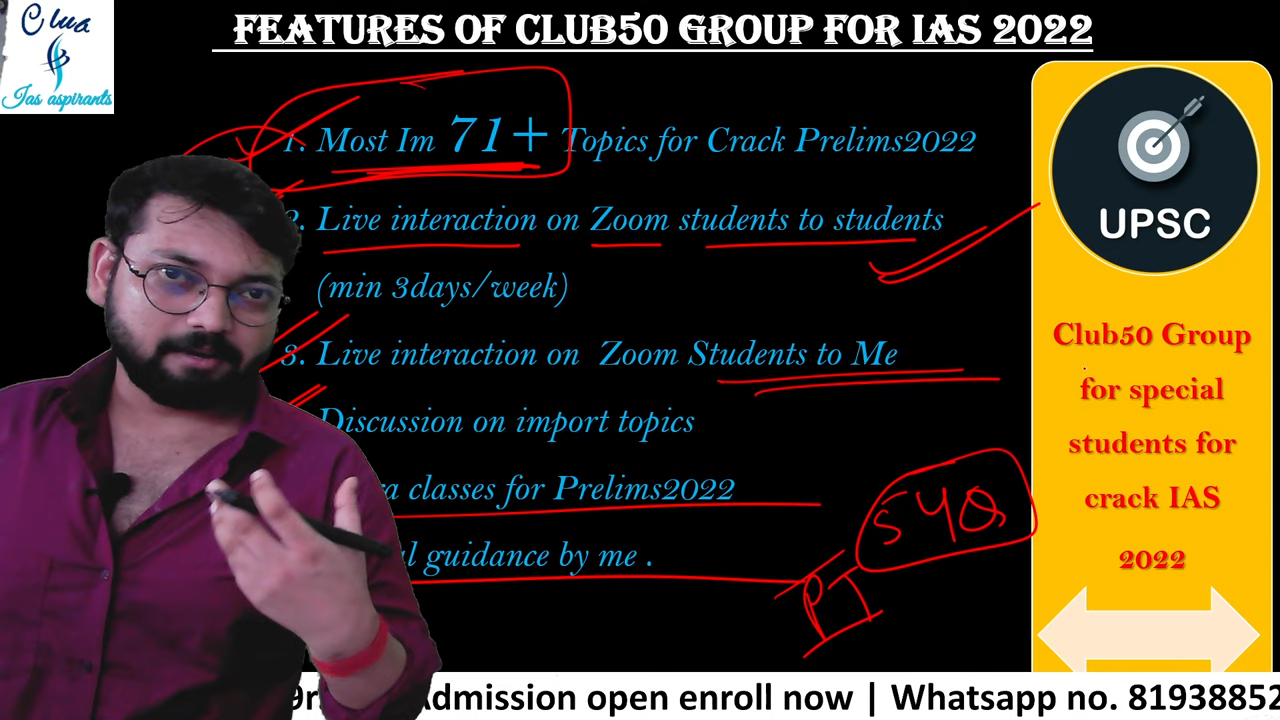 Clua
Ias aspirants
FEATURES OF CLUB50 GROUP FOR IAS 2022
1. Most Im 71+ Topics for Crack Prelims2022
2. Live interaction on Zoom students to students
(min 3days/week)
3. Live interaction on Zoom Students to Me
Discussion on import topics
classes for Prelims2022
guidance by me .
PT
UPSC
Club50 Group
for special
students for
crack IAS
2022
Admission open enroll now | Whatsapp no. 81938852